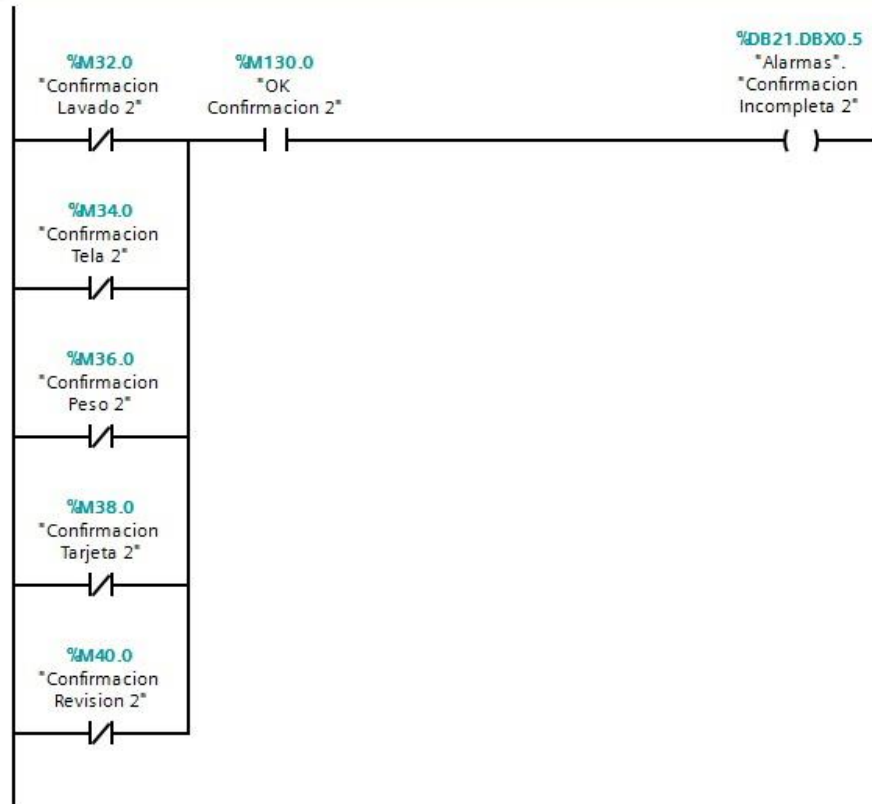 %M32.0
"Confirmacion
Lavado 2"
%M130.0
"OK
Confirmacion 2"
%DB21.DBX0.5
"Alarmas".
"Confirmacion
Incompleta 2"
%M34.0
"Confirmacion
Tela 2"
%M36.0
"Confirmacion
Peso 2"
%M38.0
"Confirmacion
Tarjeta 2"
%M40.0
"Confirmacion
Revision 2"